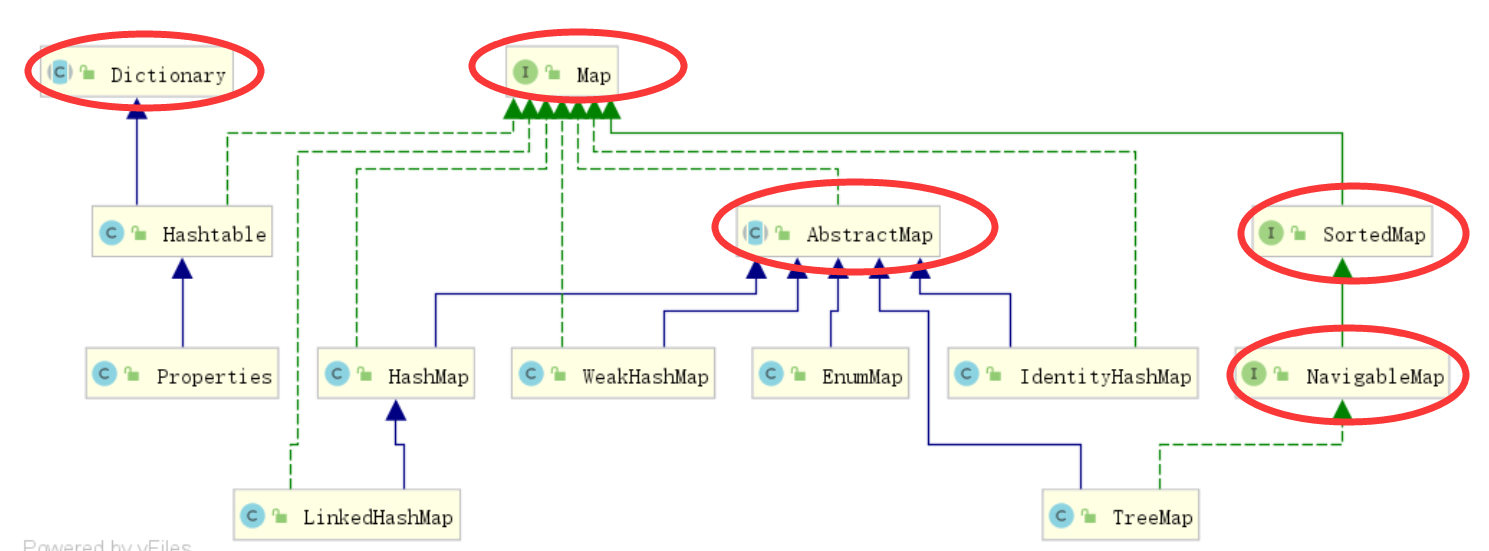 C Dictionary
I Map
C Hashtable
C AbstractMap
I SortedMap
C Properties
C HashMap
C WeakHashMap
C EnumMap
C IdentityHashMap
I NavigableMap
C LinkedHashMap
C TreeMap
Powered by yFiles